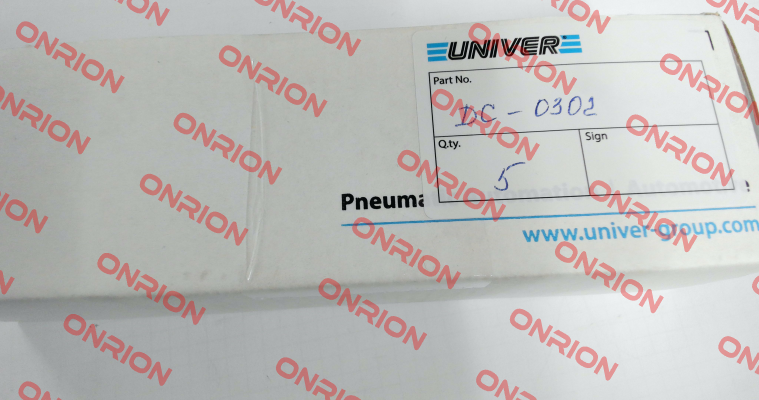 UNIVER
Part No.
DC - 0302
Q.ty.
Sign
5
Pneuma
www.univer-group.com
ONRION